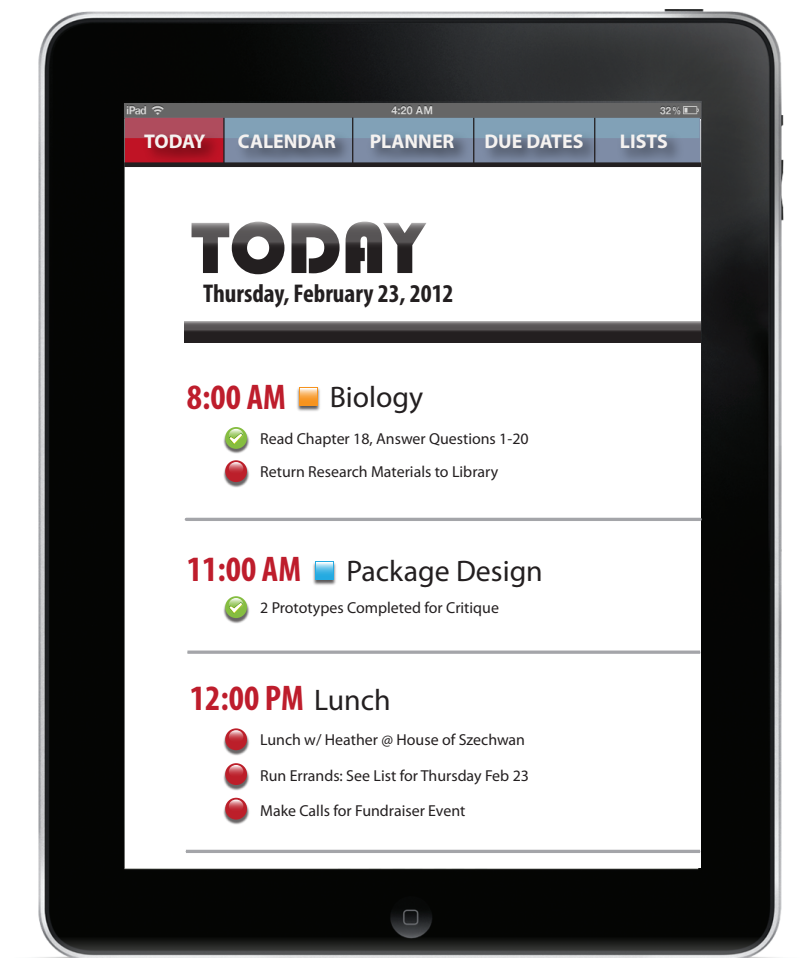 iPad 4:20 AM 32%
TODAY CALENDAR PLANNER DUE DATES LISTS
TODAY
Thursday, February 23, 2012
8:00 AM Biology
Read Chapter 18, Answer Questions 1-20
Return Research Materials to Library
11:00 AM Package Design
2 Prototypes Completed for Critique
12:00 PM Lunch
Lunch w/ Heather @ House of Szechwan
Run Errands: See List for Thursday Feb 23
Make Calls for Fundraiser Event